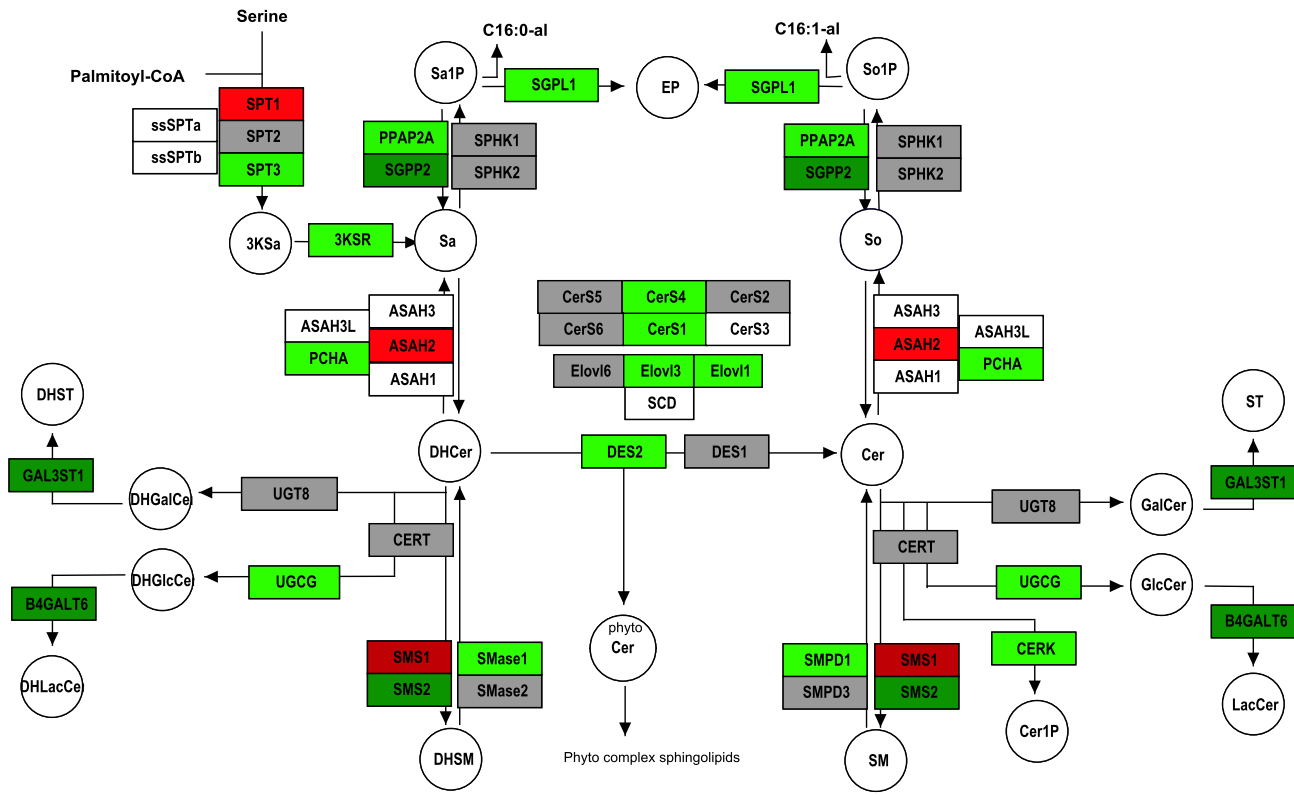 Serine
C16:0-al
C16:1-al
Palmitoyl-CoA
Sa1P
SGPL1
EP
SGPL1
So1P
SPT1
ssSPTa
SPT2
ssSPTb
SPT3
PPAP2A
SPHK1
SGPP2
SPHK2
PPAP2A
SPHK1
SGPP2
SPHK2
3KSa
3KSR
Sa
So
CerS5
CerS4
CerS2
CerS6
CerS1
CerS3
Elovl6
Elovl3
Elovl1
SCD
ASAH3
ASAH3L
ASAH2
PCHA
ASAH1
ASAH3
ASAH3L
ASAH2
PCHA
ASAH1
DHST
ST
DHCer
DES2
DES1
Cer
GAL3ST1
DHGalCe
UGT8
UGT8
GalCer
GAL3ST1
CERT
CERT
DHGlcCe
UGCG
UGCG
GlcCer
B4GALT6
B4GALT6
phyto
Cer
SMS1
SMase1
SMS2
SMase2
SMPD1
SMS1
SMPD3
SMS2
CERK
DHLacCe
LacCer
Cer1P
DHSM
Phyto complex sphingolipids
SM